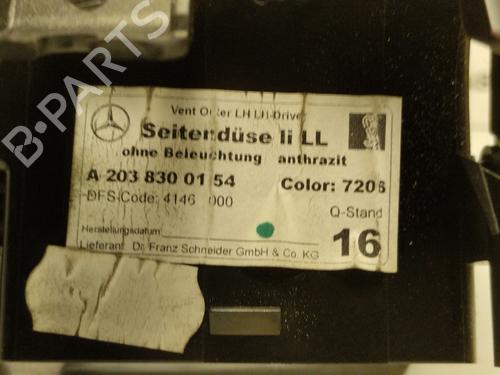 B-PARTS
Vent Outer LH LH-Driver
Seitendüse li LL
ohne Beleuchtung anthrazit
A 203 830 01 54 Color: 7206
DFS-Code: 4146 000
Q-Stand
Herstellungsdatum
16
Lieferant: Dr. Franz Schneider GmbH & Co. KG